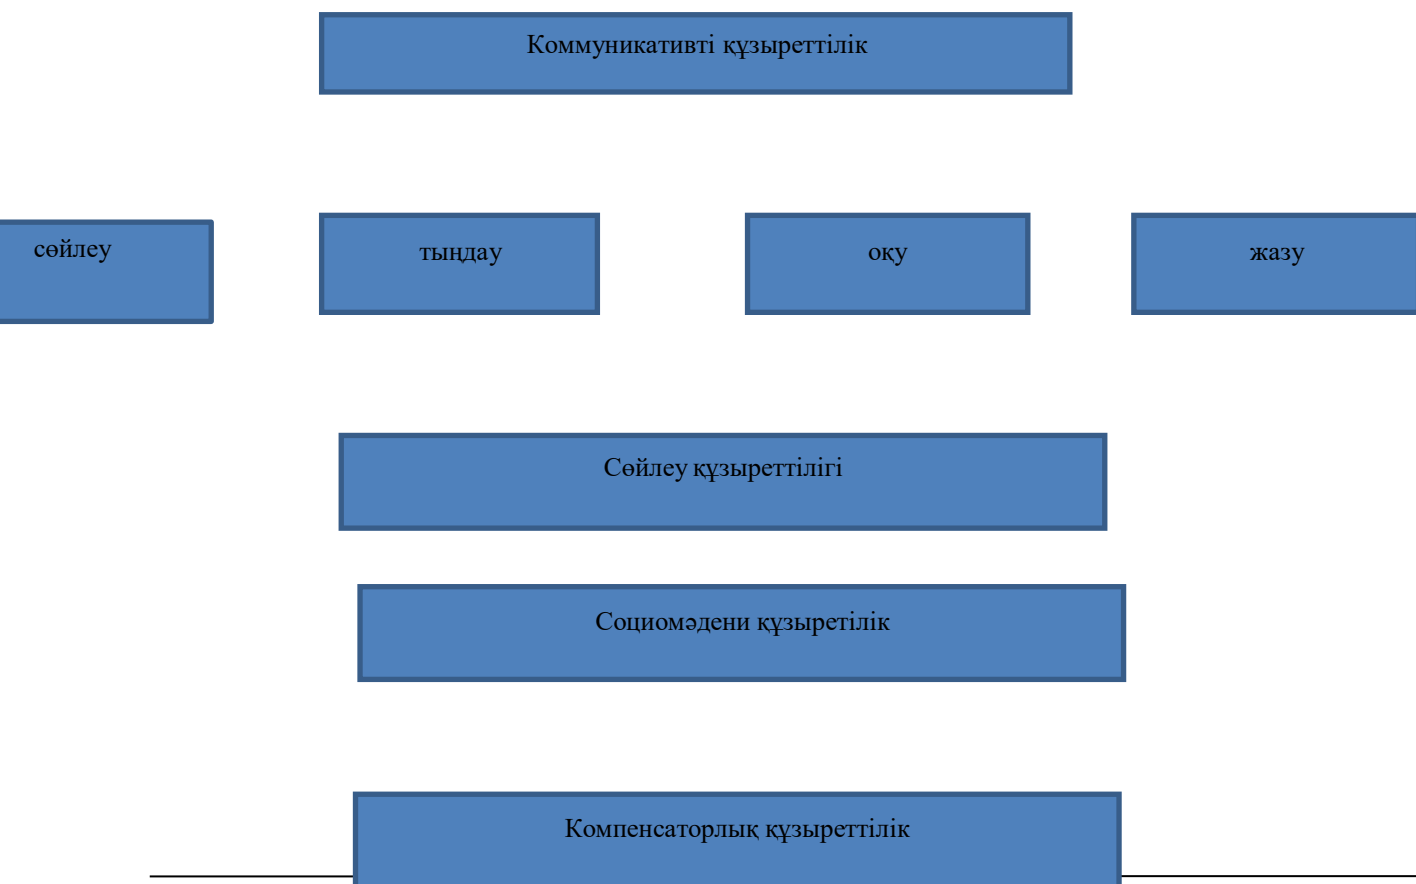 Коммуникативті құзыреттілік
сөйлеу
тыңдау
оқу
жазу
Сөйлеу құзыреттілігі
Социомәдени құзыретілік
Компенсаторлық құзыреттілік